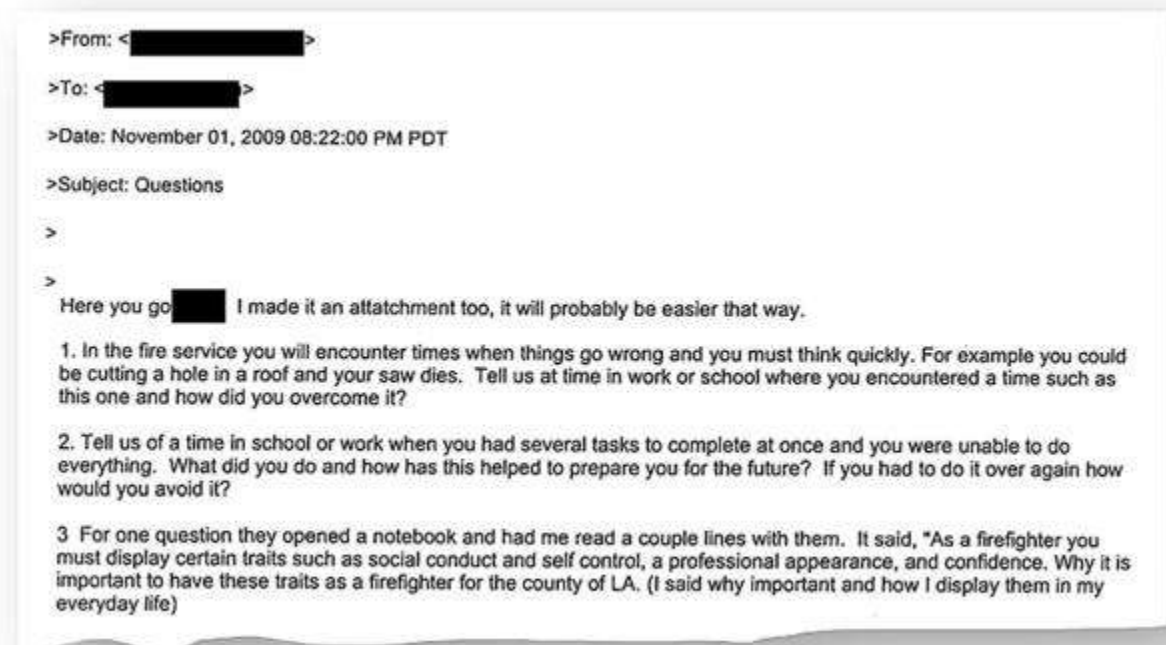 >From: < >
>To: < >
>Date: November 01, 2009 08:22:00 PM PDT
>Subject: Questions
>
>
Here you go I made it an attatchment too, it will probably be easier that way.
1. In the fire service you will encounter times when things go wrong and you must think quickly. For example you could
be cutting a hole in a roof and your saw dies. Tell us at time in work or school where you encountered a time such as
this one and how did you overcome it?
2. Tell us of a time in school or work when you had several tasks to complete at once and you were unable to do
everything. What did you do and how has this helped to prepare you for the future? If you had to do it over again how
would you avoid it?
3 For one question they opened a notebook and had me read a couple lines with them. It said, "As a firefighter you
must display certain traits such as social conduct and self control, a professional appearance, and confidence. Why it is
important to have these traits as a firefighter for the county of LA. (I said why important and how I display them in my
everyday life)